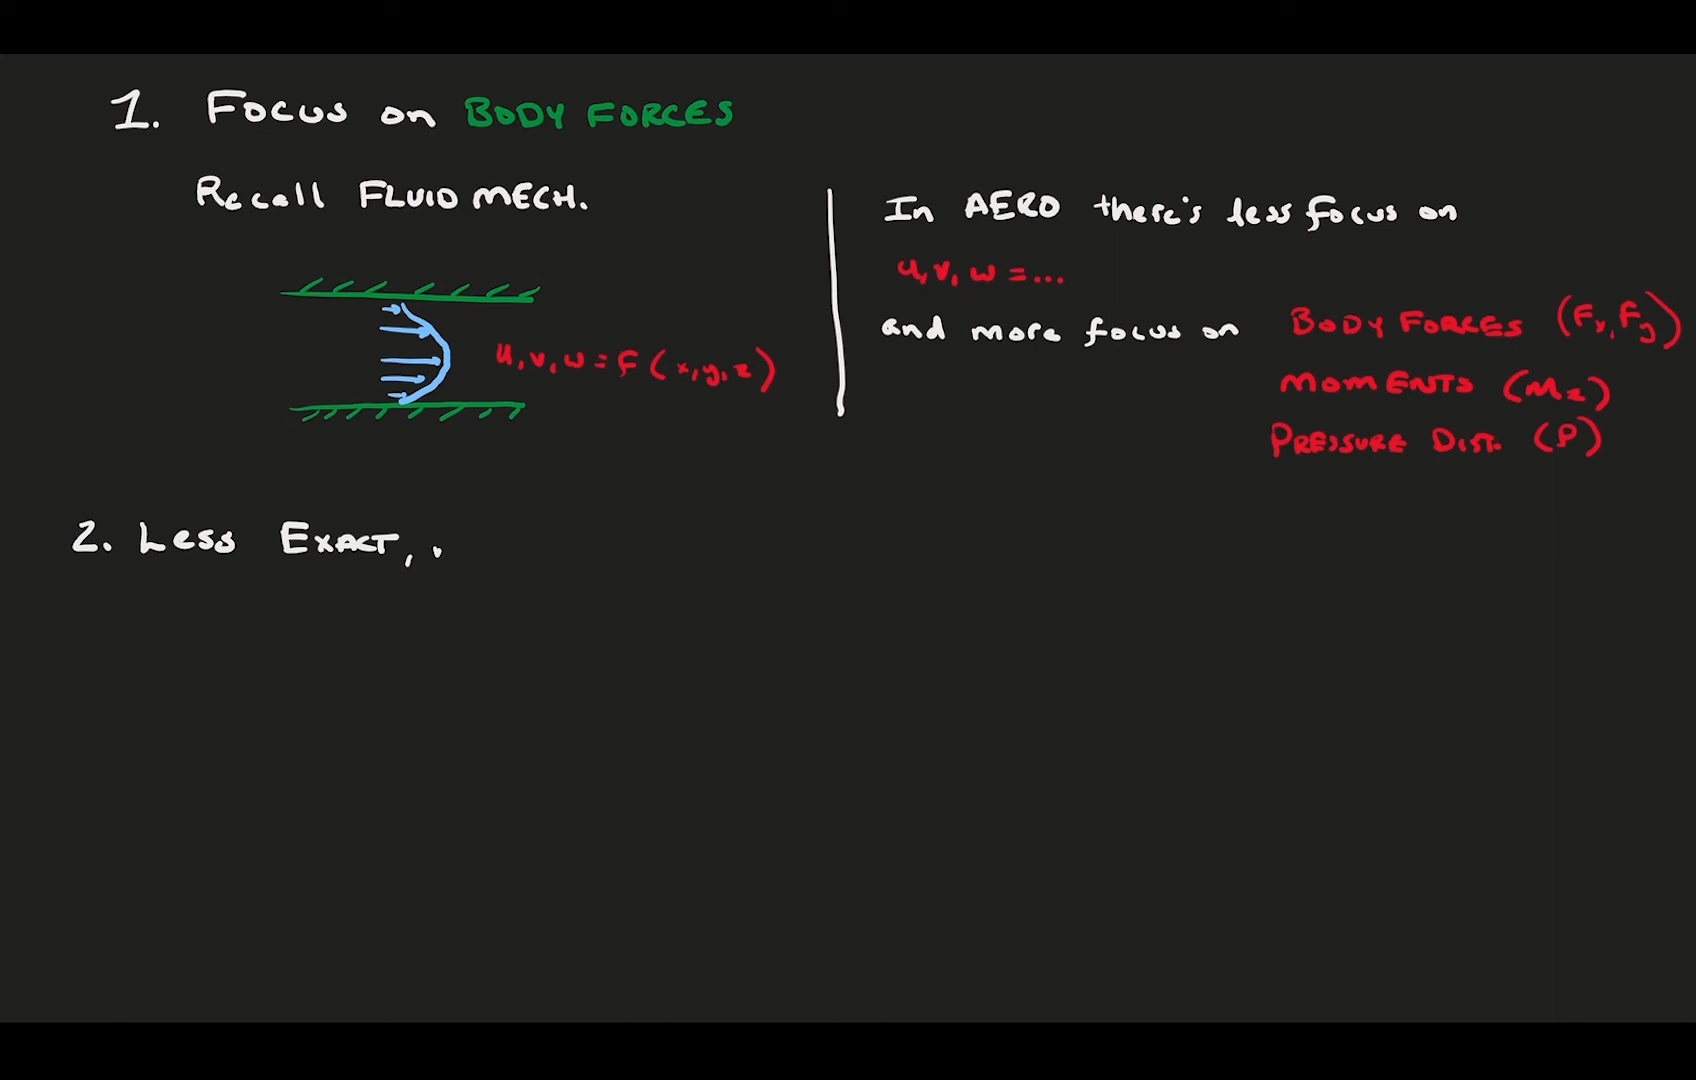 1. Focus on BODY FORCES
Recall FLUID MECH.
u, v, w = F(x, y, z)
In AERO there's less focus on
u, v, w = ...
and more focus on BODY FORCES (Fx, Fy)
MOMENTS (Mz)
PRESSURE DIST. (P)
2. Less EXACT,